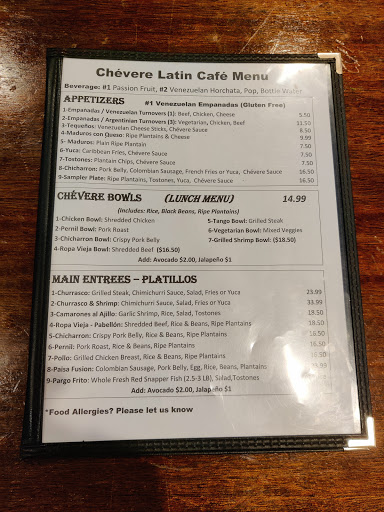 Chévere Latin Café Menu
Beverage: #1 Passion Fruit, #2 Venezuelan Horchata, Pop, Bottle Water
APPETIZERS #1 Venezuelan Empanadas (Gluten Free)
1-Empanadas / Venezuelan Turnovers (1): Beef, Chicken, Cheese 5.50
2-Empanadas / Argentinian Turnovers (3): Vegetarian, Chicken, Beef 11.50
3-Tequeños: Venezuelan Cheese Sticks, Chévere Sauce 8.50
4-Maduros con Queso: Ripe Plantains & Cheese 9.99
5- Maduros: Plain Ripe Plantain 7.50
6-Yuca: Caribbean Fries, Chévere Sauce 7.50
7-Tostones: Plantain Chips, Chévere Sauce 7.50
8-Chicharron: Pork Belly, Colombian Sausage, French Fries or Yuca, Chévere Sauce 16.50
9-Sampler Plate: Ripe Plantains, Tostones, Yuca, Chévere Sauce 16.50
CHÉVERE BOWLS (LUNCH MENU) 14.99
(Includes: Rice, Black Beans, Ripe Plantains)
1-Chicken Bowl: Shredded Chicken 5-Tango Bowl: Grilled Steak
2-Pernil Bowl: Pork Roast 6-Vegetarian Bowl: Mixed Veggies
3-Chicharron Bowl: Crispy Pork Belly 7-Grilled Shrimp Bowl: ($18.50)
4-Ropa Vieja Bowl: Shredded Beef ($16.50)
Add: Avocado $2.00, Jalapeño $1
MAIN ENTREES – PLATILLOS
1-Churrasco: Grilled Steak, Chimichurri Sauce, Salad, Fries or Yuca 23.99
2-Churrasco & Shrimp: Chimichurri Sauce, Salad, Fries or Yuca 33.99
3-Camarones al Ajillo: Garlic Shrimp, Rice, Salad, Tostones
4-Ropa Vieja - Pabellón: Shredded Beef, Rice & Beans, Ripe Plantains 18.50
5-Chicharron: Crispy Pork Belly, Rice & Beans, Ripe Plantains 16.50
6-Pernil: Pork Roast, Rice & Beans, Ripe Plantains 16.50
7-Pollo: Grilled Chicken Breast, Rice & Beans, Ripe Plantains 16.50
8-Paisa Fusion: Colombian Sausage, Pork Belly, Egg, Rice, Beans, Plantains
9-Pargo Frito: Whole Fresh Red Snapper Fish (2.5-3 LB), Salad,Tostones
Add: Avocado $2.00, Jalapeño $1
*Food Allergies? Please let us know